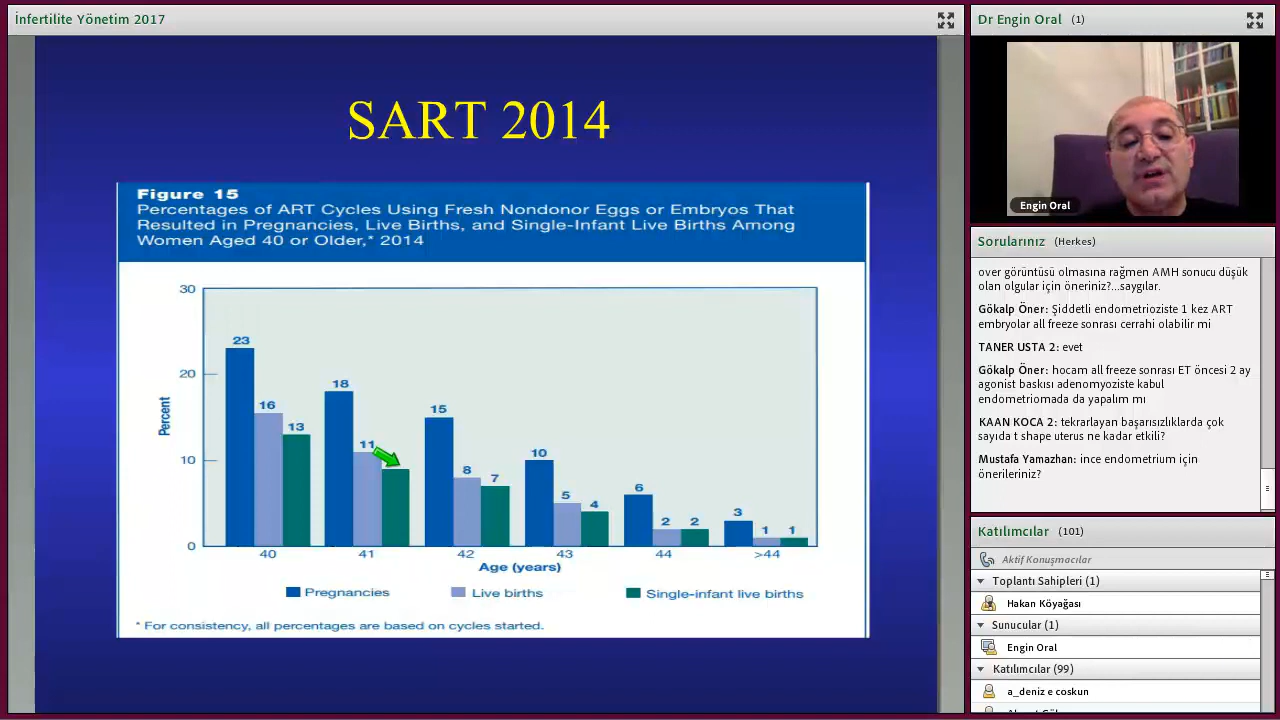 İnfertilite Yönetim 2017
SART 2014
Figure 15
Percentages of ART Cycles Using Fresh Nondonor Eggs or Embryos That
Resulted in Pregnancies, Live Births, and Single-Infant Live Births Among
Women Aged 40 or Older,* 2014
Percent
30
20
10
0
23
16
13
18
11
15
8
7
10
5
4
6
2
2
3
1
1
40
41
42
43
44
>44
Age (years)
Pregnancies
Live births
Single-infant live births
* For consistency, all percentages are based on cycles started.
Dr Engin Oral (1)
Engin Oral
Sorularınız (Herkes)
over görüntüsü olmasına rağmen AMH sonucu düşük
olan olgular için öneriniz?...saygılar.
Gökalp Öner: Şiddetli endometrioziste 1 kez ART
embryolar all freeze sonrası cerrahi olabilir mi
TANER USTA 2: evet
Gökalp Öner: hocam all freeze sonrası ET öncesi 2 ay
agonist baskısı adenomyoziste kabul
endometriomada da yapalım mı
KAAN KOCA 2: tekrarlayan başarısızlıklarda çok
sayıda t shape uterus ne kadar etkili?
Mustafa Yamazhan: ince endometrium için
önerileriniz?
Katılımcılar (101)
Aktif Konuşmacılar
Toplantı Sahipleri (1)
Hakan Köyağası
Sunucular (1)
Engin Oral
Katılımcılar (99)
a_deniz e coskun